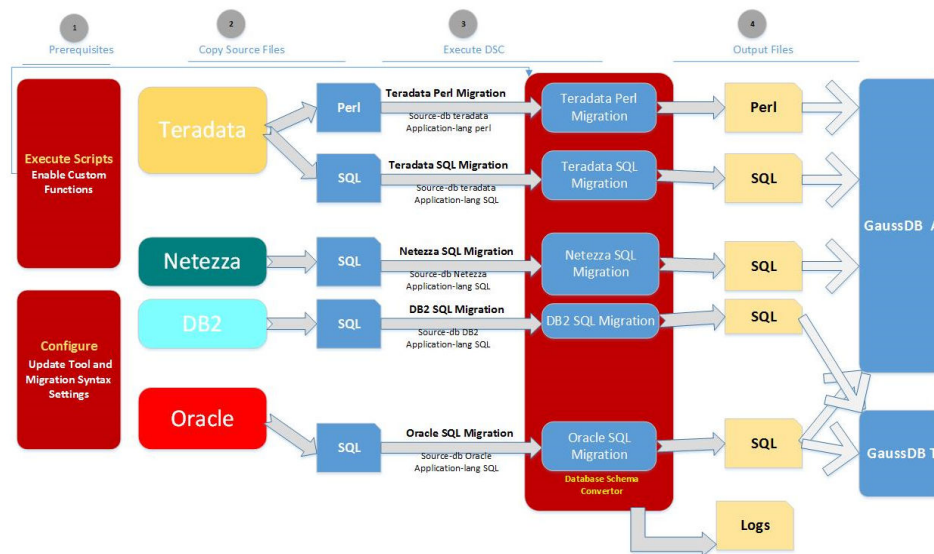 1
2
3
4
Prerequisites
Copy Source Files
Execute DSC
Output Files
Execute Scripts
Enable Custom
Functions
Configure
Update Tool and
Migration Syntax
Settings
Teradata
Perl
Teradata Perl Migration
Source-db teradata
Application-lang perl
Teradata Perl
Migration
Perl
SQL
Teradata SQL Migration
Source-db teradata
Application-lang SQL
Teradata SQL
Migration
SQL
Netezza
SQL
Netezza SQL Migration
Source-db Netezza
Application-lang SQL
Netezza SQL
Migration
SQL
DB2
SQL
DB2 SQL Migration
Source-db DB2
Application-lang SQL
DB2 SQL Migration
SQL
Oracle
SQL
Oracle SQL Migration
Source-db Oracle
Application-lang SQL
Oracle SQL
Migration
SQL
Database Schema
Convertor
Logs
GaussDB A
GaussDB T